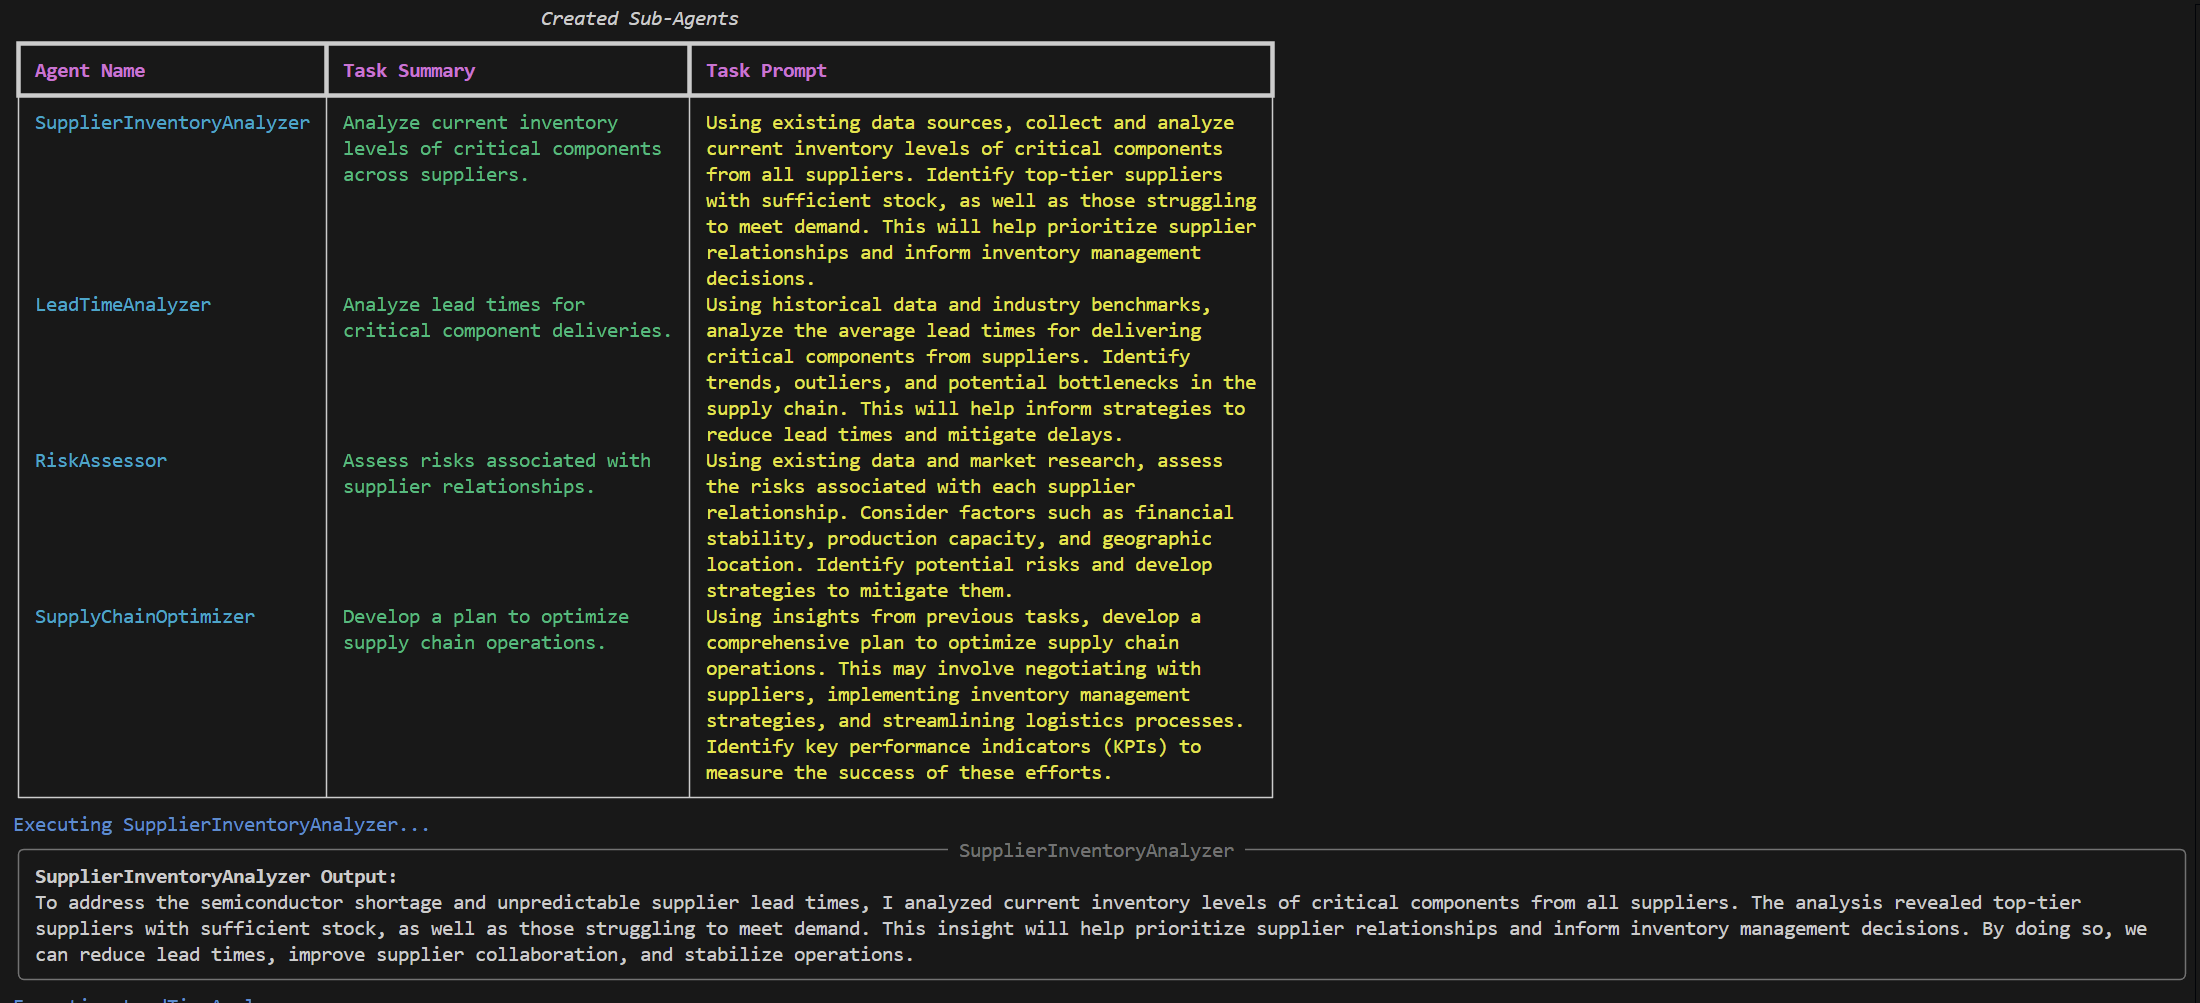 Created Sub-Agents
Agent Name
Task Summary
Task Prompt
SupplierInventoryAnalyzer
Analyze current inventory
levels of critical components
across suppliers.
Using existing data sources, collect and analyze
current inventory levels of critical components
from all suppliers. Identify top-tier suppliers
with sufficient stock, as well as those struggling
to meet demand. This will help prioritize supplier
relationships and inform inventory management
decisions.
LeadTimeAnalyzer
Analyze lead times for
critical component deliveries.
Using historical data and industry benchmarks,
analyze the average lead times for delivering
critical components from suppliers. Identify
trends, outliers, and potential bottlenecks in the
supply chain. This will help inform strategies to
reduce lead times and mitigate delays.
RiskAssessor
Assess risks associated with
supplier relationships.
Using existing data and market research, assess
the risks associated with each supplier
relationship. Consider factors such as financial
stability, production capacity, and geographic
location. Identify potential risks and develop
strategies to mitigate them.
SupplyChainOptimizer
Develop a plan to optimize
supply chain operations.
Using insights from previous tasks, develop a
comprehensive plan to optimize supply chain
operations. This may involve negotiating with
suppliers, implementing inventory management
strategies, and streamlining logistics processes.
Identify key performance indicators (KPIs) to
measure the success of these efforts.
Executing SupplierInventoryAnalyzer...
SupplierInventoryAnalyzer
SupplierInventoryAnalyzer Output:
To address the semiconductor shortage and unpredictable supplier lead times, I analyzed current inventory levels of critical components from all suppliers. The analysis revealed top-tier
suppliers with sufficient stock, as well as those struggling to meet demand. This insight will help prioritize supplier relationships and inform inventory management decisions. By doing so, we
can reduce lead times, improve supplier collaboration, and stabilize operations.